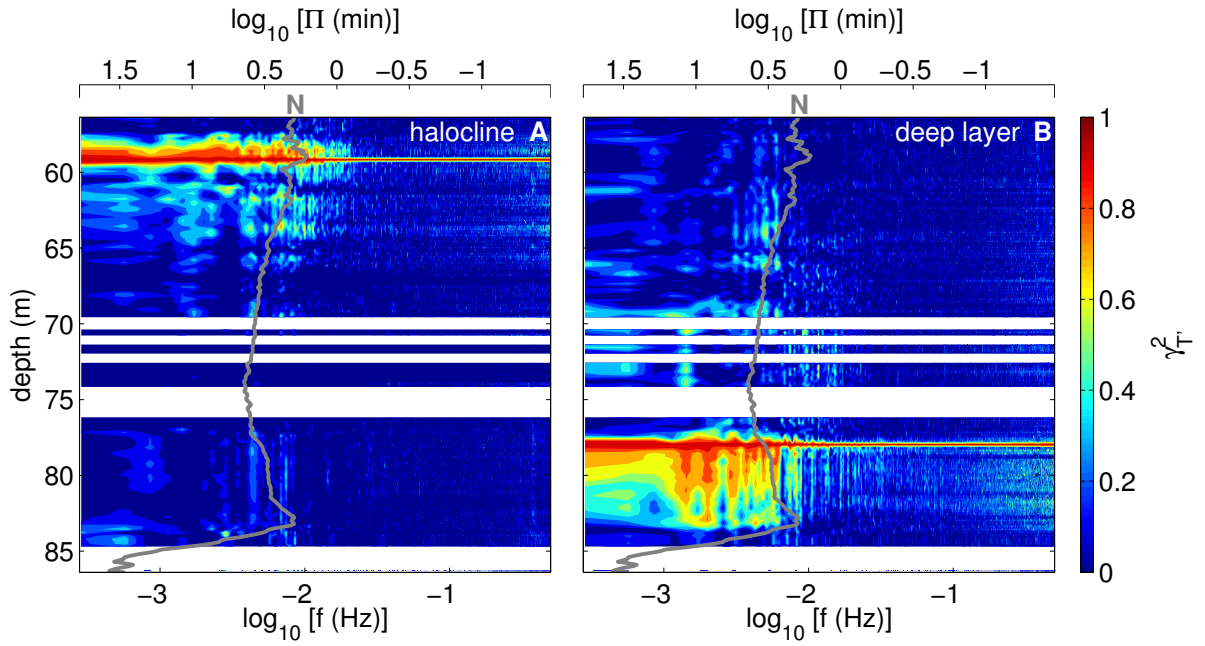 log10 [Π (min)]
log10 [Π (min)]
1.5 1 0.5 0 −0.5 −1
1.5 1 0.5 0 −0.5 −1
N
N
halocline A
deep layer B
60
65
70
75
80
85
depth (m)
1
0.8
0.6
0.4
0.2
0
γ²T'
−3 −2 −1
−3 −2 −1
log10 [f (Hz)]
log10 [f (Hz)]